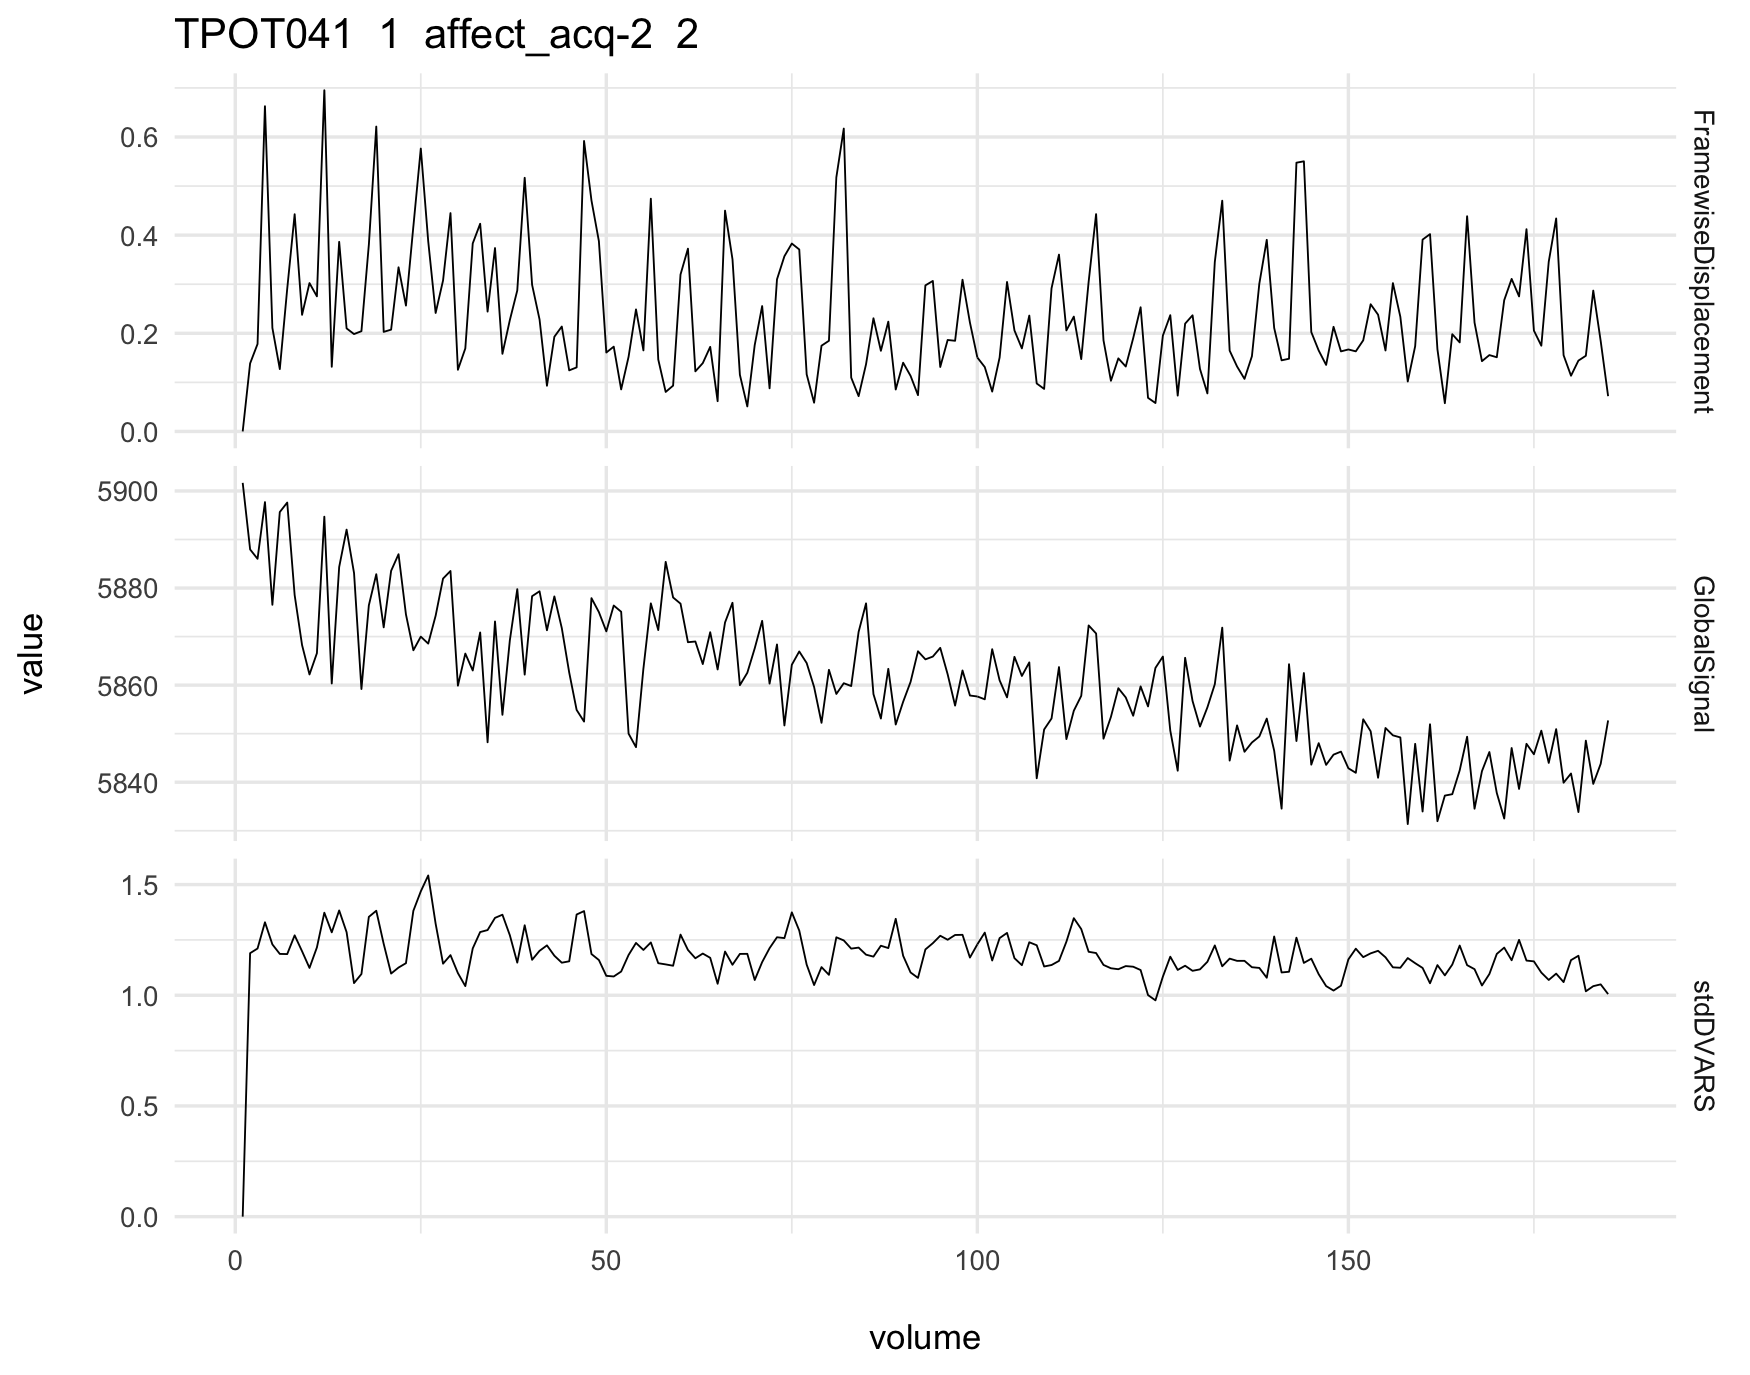 TPOT041 1 affect_acq-2 2
0.6
0.4
0.2
0.0
FramewiseDisplacement
5900
5880
5860
5840
GlobalSignal
1.5
1.0
0.5
0.0
stdDVARS
value
0 50 100 150
volume